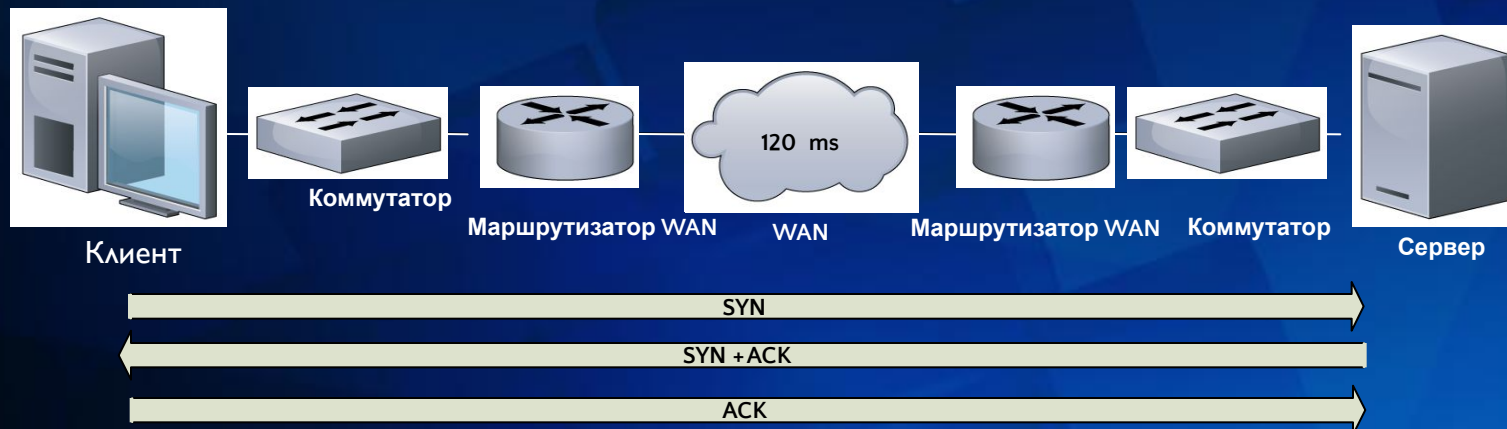 120 ms
Коммутатор
Маршрутизатор WAN
WAN
Маршрутизатор WAN
Коммутатор
Сервер
Клиент
SYN
SYN +ACK
ACK